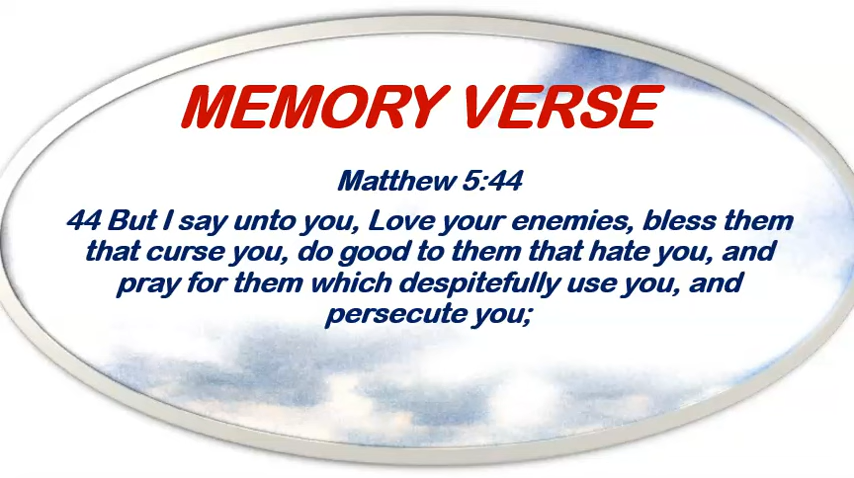 MEMORY VERSE
Matthew 5:44
44 But I say unto you, Love your enemies, bless them
that curse you, do good to them that hate you, and
pray for them which despitefully use you, and
persecute you;